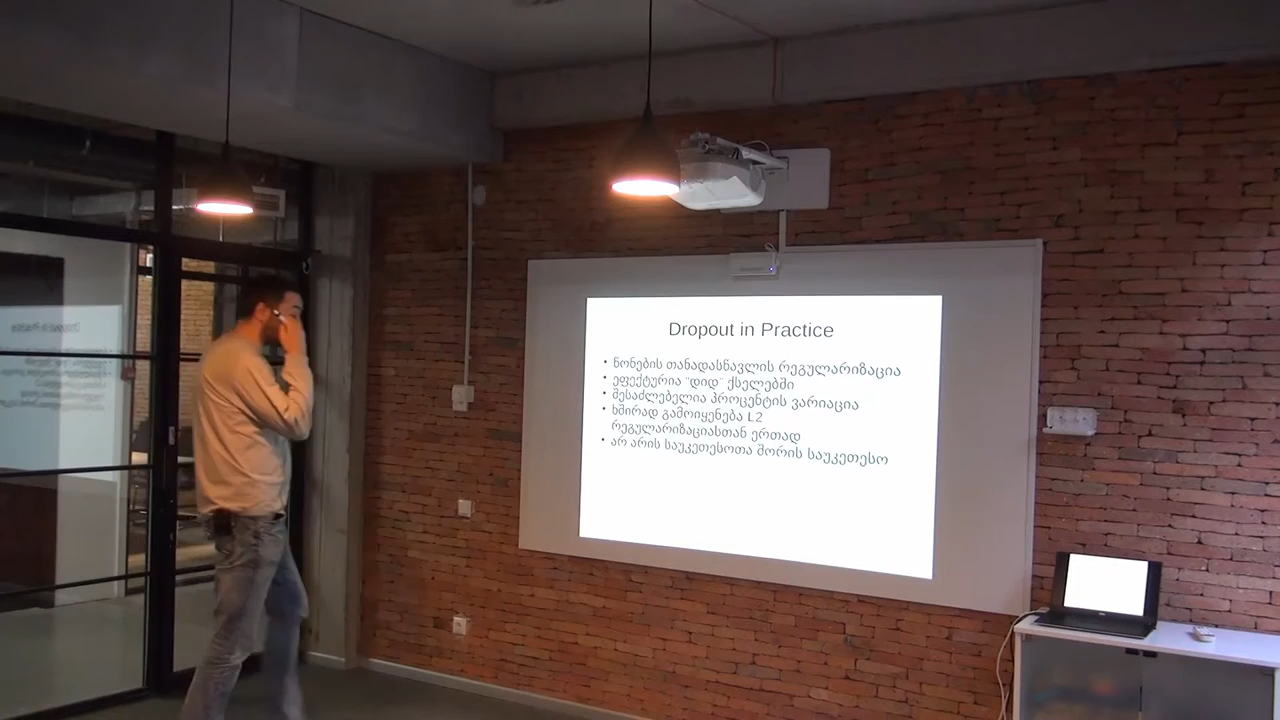 Dropout in Practice
• წონების თანადასწავლის რეგულარიზაცია
• ეფექტურია "დიდ" ქსელებში
• შესაძლებელია პროცენტის ვარიაცია
• ხშირად გამოიყენება L2
რეგულარიზაციასთან ერთად
• არ არის საუკეთესოთა შორის საუკეთესო